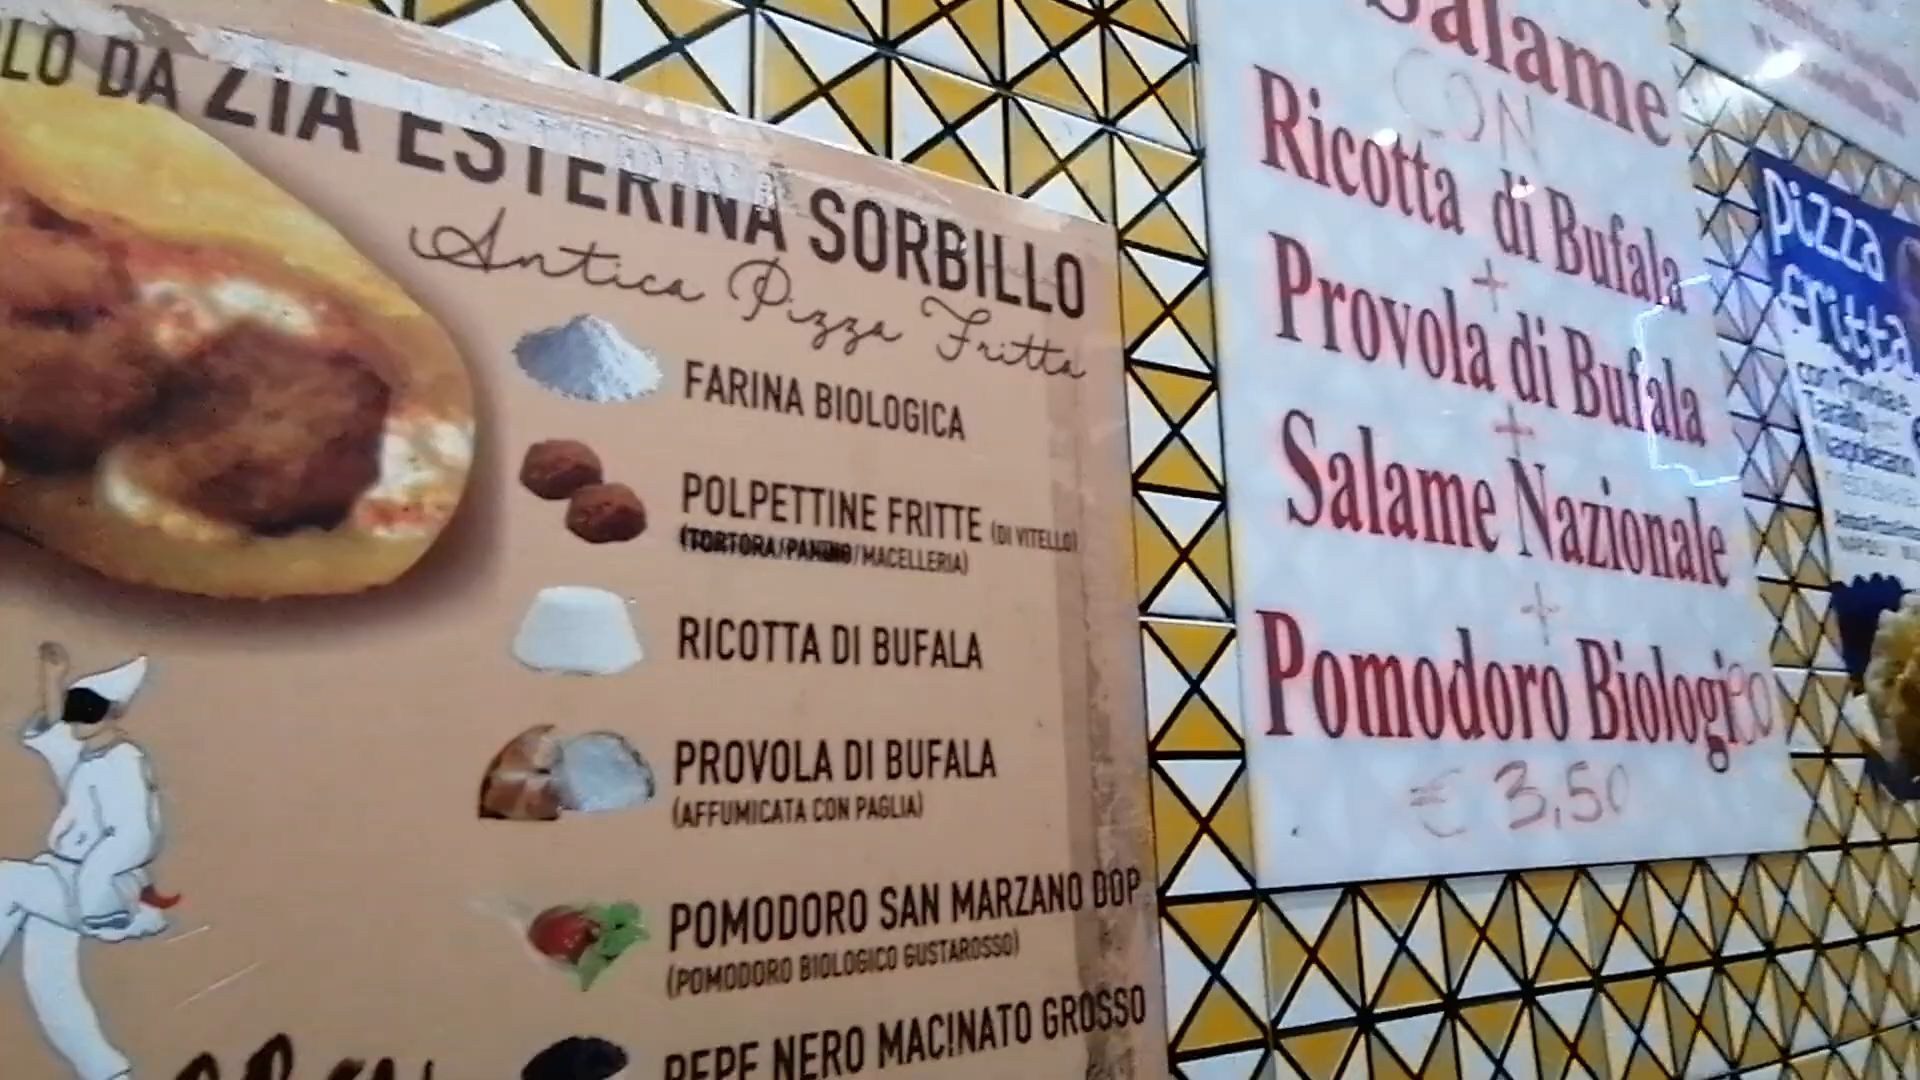 LO DA ZIA ESTERINA SORBILLO
Antica Pizza Fritta
FARINA BIOLOGICA
POLPETTINE FRITTE (DI VITELLO)
(TORTORA/PANINO/MACELLERIA)
RICOTTA DI BUFALA
PROVOLA DI BUFALA
(AFFUMICATA CON PAGLIA)
POMODORO SAN MARZANO DOP
(POMODORO BIOLOGICO GUSTAROSSO)
PEPE NERO MACINATO GROSSO
Salame
CON
Ricotta di Bufala
+
Provola di Bufala
+
Salame Nazionale
+
Pomodoro Biologico
€ 3,50
pizza
fritta
Tarallo
Napoletano